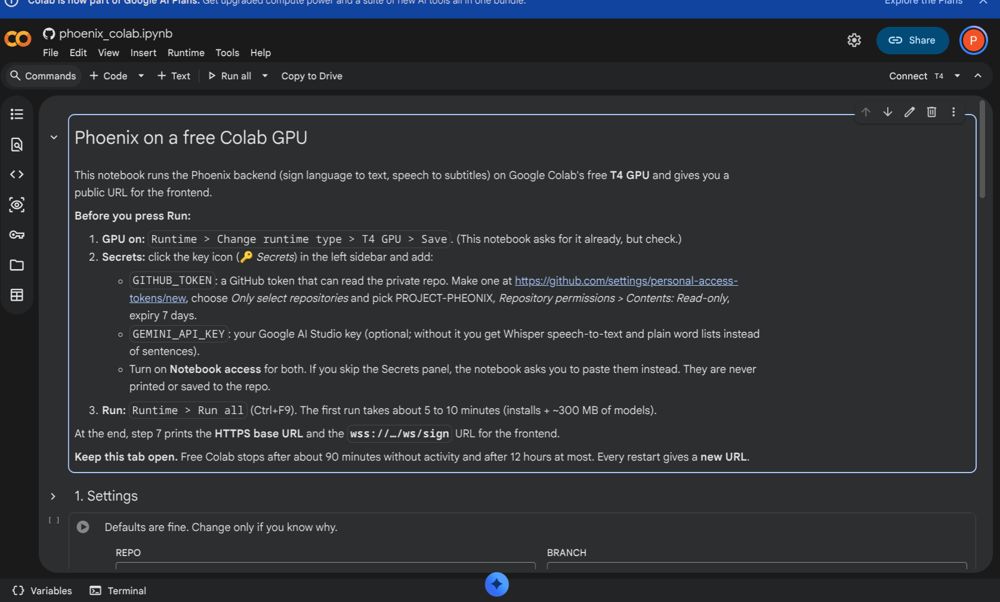 Colab is now part of Google AI Plans. Get upgraded compute power and a suite of new AI tools all in one bundle.
Explore the Plans
CO
phoenix_colab.ipynb
File Edit View Insert Runtime Tools Help
Share
P
Commands + Code + Text Run all Copy to Drive
Connect T4
Phoenix on a free Colab GPU
This notebook runs the Phoenix backend (sign language to text, speech to subtitles) on Google Colab's free T4 GPU and gives you a
public URL for the frontend.
Before you press Run:
1. GPU on: Runtime > Change runtime type > T4 GPU > Save. (This notebook asks for it already, but check.)
2. Secrets: click the key icon (🔑 Secrets) in the left sidebar and add:
GITHUB_TOKEN: a GitHub token that can read the private repo. Make one at https://github.com/settings/personal-access-
tokens/new, choose Only select repositories and pick PROJECT-PHEONIX, Repository permissions > Contents: Read-only,
expiry 7 days.
GEMINI_API_KEY: your Google AI Studio key (optional; without it you get Whisper speech-to-text and plain word lists instead
of sentences).
Turn on Notebook access for both. If you skip the Secrets panel, the notebook asks you to paste them instead. They are never
printed or saved to the repo.
3. Run: Runtime > Run all (Ctrl+F9). The first run takes about 5 to 10 minutes (installs + ~300 MB of models).
At the end, step 7 prints the HTTPS base URL and the wss://…/ws/sign URL for the frontend.
Keep this tab open. Free Colab stops after about 90 minutes without activity and after 12 hours at most. Every restart gives a new URL.
1. Settings
[ ] Defaults are fine. Change only if you know why.
REPO BRANCH
Variables Terminal